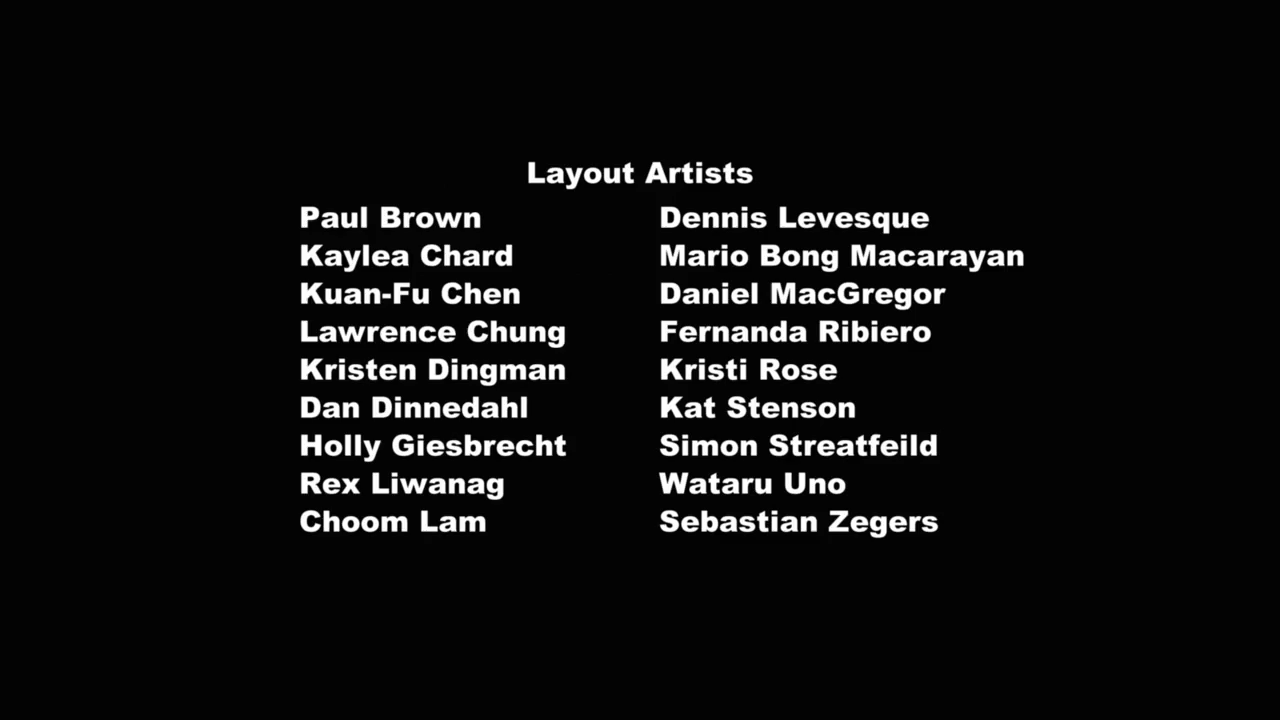 Layout Artists
Paul Brown
Kaylea Chard
Kuan-Fu Chen
Lawrence Chung
Kristen Dingman
Dan Dinnedahl
Holly Giesbrecht
Rex Liwanag
Choom Lam
Dennis Levesque
Mario Bong Macarayan
Daniel MacGregor
Fernanda Ribiero
Kristi Rose
Kat Stenson
Simon Streatfeild
Wataru Uno
Sebastian Zegers